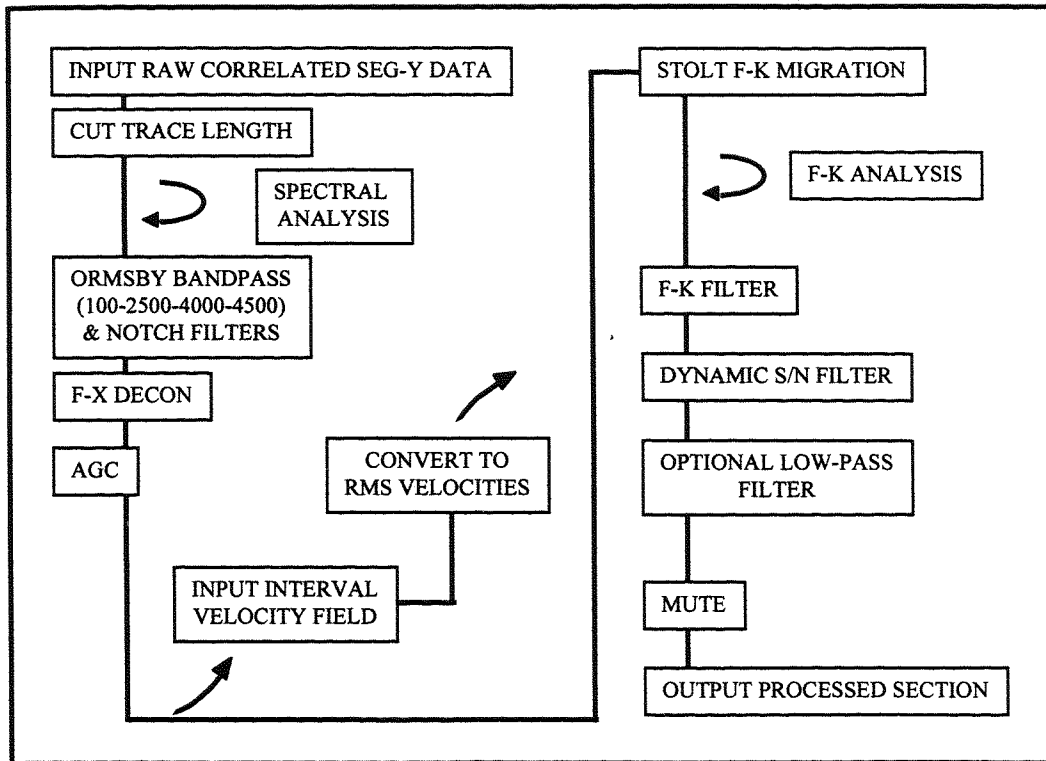 INPUT RAW CORRELATED SEG-Y DATA
CUT TRACE LENGTH
SPECTRAL
ANALYSIS
ORMSBY BANDPASS
(100-2500-4000-4500)
& NOTCH FILTERS
F-X DECON
AGC
INPUT INTERVAL
VELOCITY FIELD
CONVERT TO
RMS VELOCITIES
STOLT F-K MIGRATION
F-K ANALYSIS
F-K FILTER
DYNAMIC S/N FILTER
OPTIONAL LOW-PASS
FILTER
MUTE
OUTPUT PROCESSED SECTION